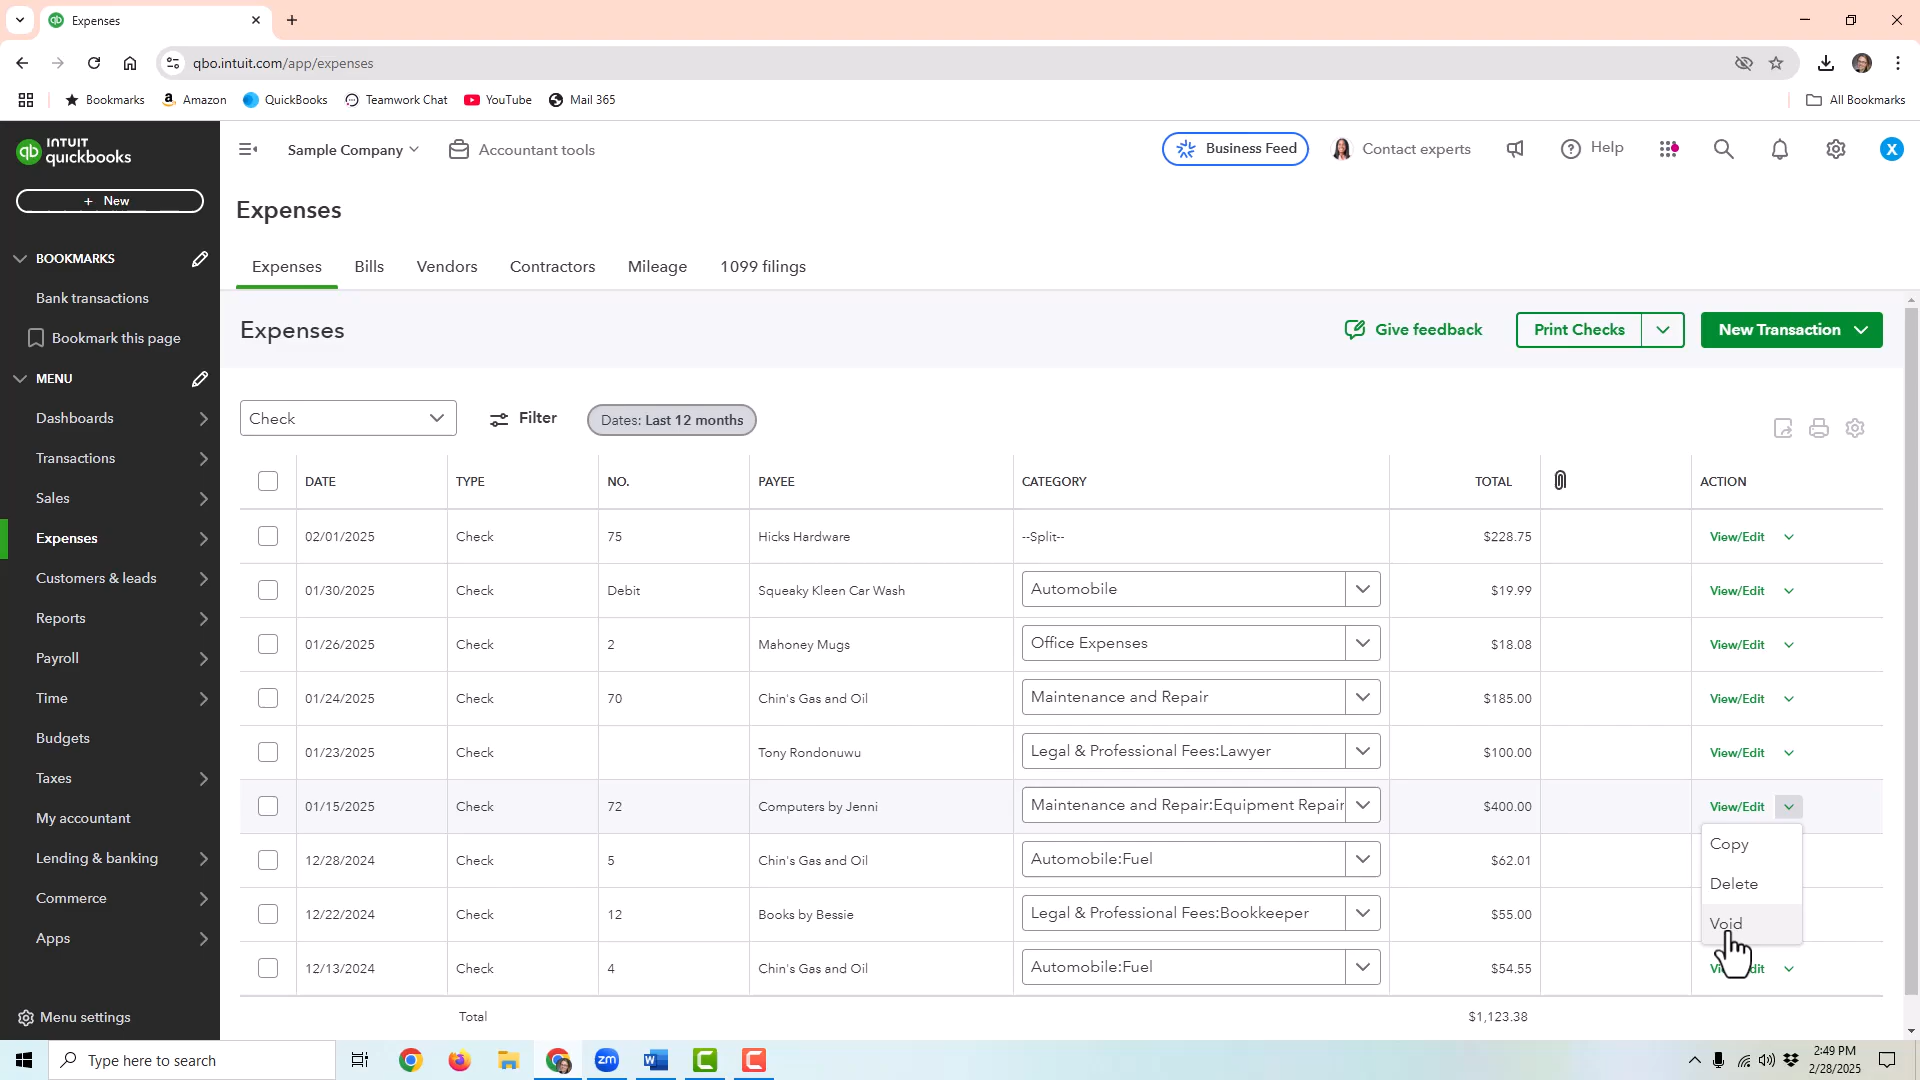 Expenses
qbo.intuit.com/app/expenses
Bookmarks
Amazon
QuickBooks
Teamwork Chat
YouTube
Mail 365
All Bookmarks
INTUIT
quickbooks
Sample Company
Accountant tools
Business Feed
Contact experts
Help
X
+ New
BOOKMARKS
Bank transactions
Bookmark this page
MENU
Dashboards
Transactions
Sales
Expenses
Customers & leads
Reports
Payroll
Time
Budgets
Taxes
My accountant
Lending & banking
Commerce
Apps
Menu settings
Expenses
Expenses Bills Vendors Contractors Mileage 1099 filings
Expenses
Give feedback
Print Checks
New Transaction
Check
Filter
Dates: Last 12 months
DATE TYPE NO. PAYEE CATEGORY TOTAL ACTION
02/01/2025 Check 75 Hicks Hardware --Split-- $228.75 View/Edit
01/30/2025 Check Debit Squeaky Kleen Car Wash Automobile $19.99 View/Edit
01/26/2025 Check 2 Mahoney Mugs Office Expenses $18.08 View/Edit
01/24/2025 Check 70 Chin's Gas and Oil Maintenance and Repair $185.00 View/Edit
01/23/2025 Check Tony Rondonuwu Legal & Professional Fees:Lawyer $100.00 View/Edit
01/15/2025 Check 72 Computers by Jenni Maintenance and Repair:Equipment Repair $400.00 View/Edit
Copy
Delete
Void
12/28/2024 Check 5 Chin's Gas and Oil Automobile:Fuel $62.01
12/22/2024 Check 12 Books by Bessie Legal & Professional Fees:Bookkeeper $55.00
12/13/2024 Check 4 Chin's Gas and Oil Automobile:Fuel $54.55
Total $1,123.38
Type here to search
zm
2:49 PM
2/28/2025